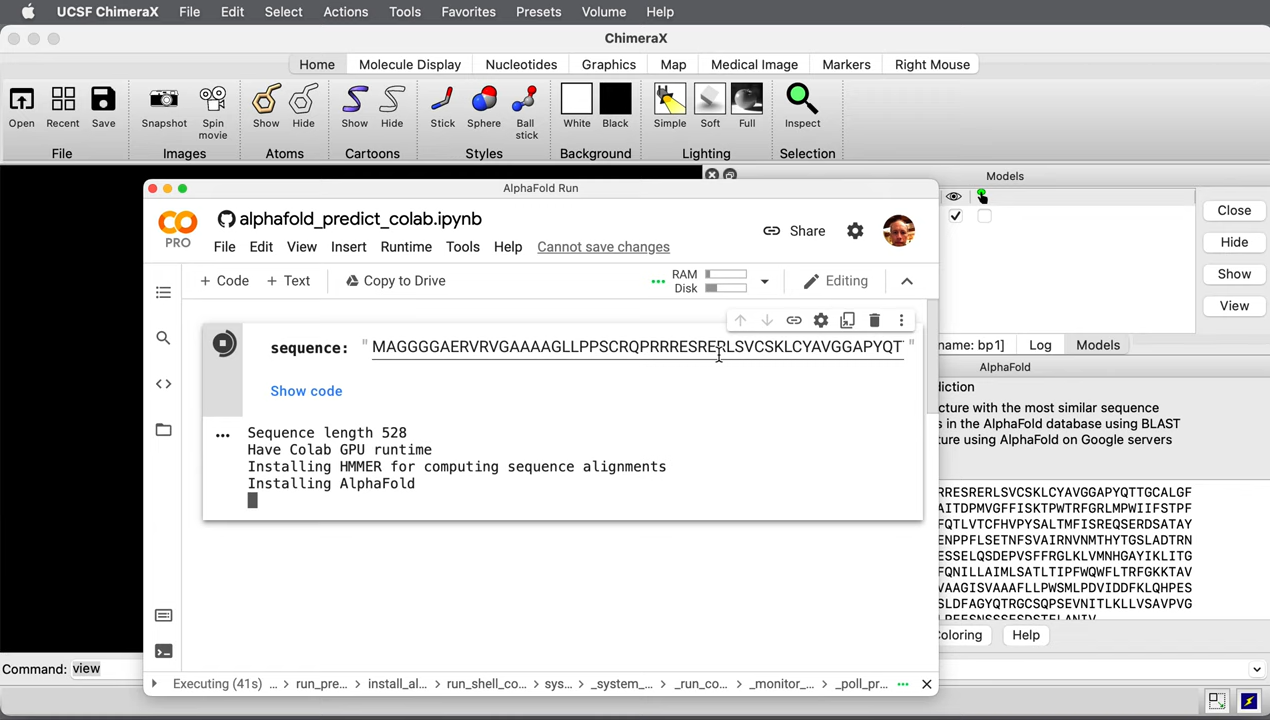 UCSF ChimeraX File Edit Select Actions Tools Favorites Presets Volume Help
ChimeraX
Home Molecule Display Nucleotides Graphics Map Medical Image Markers Right Mouse
Open Recent Save Snapshot Spin movie Show Hide Show Hide Stick Sphere Ball stick White Black Simple Soft Full Inspect
File Images Atoms Cartoons Styles Background Lighting Selection
Models
Close
Hide
Show
View
AlphaFold Run
PRO
alphafold_predict_colab.ipynb
Share
File Edit View Insert Runtime Tools Help Cannot save changes
+ Code + Text Copy to Drive
RAM
Disk
Editing
sequence: "MAGGGGAERVRVGAAAAGLLPPSCRQPRRRESRERLSVCSKLCYAVGGAPYQT"
Show code
Sequence length 528
Have Colab GPU runtime
Installing HMMER for computing sequence alignments
Installing AlphaFold
Executing (41s) ... run_pre... install_al... run_shell_co... sys... _system_... _run_co... _monitor_... _poll_pr...
name: bp1] Log Models
AlphaFold
diction
cture with the most similar sequence
s in the AlphaFold database using BLAST
ture using AlphaFold on Google servers
RRESRERLSVCSKLCYAVGGAPYQTTGCALGF
AITDPMVGFFISKTPWTRFGRLMPWIIFSTPF
FQTLVTCFHVPYSALTMFISREQSERDSATAY
ENPPFLSETNFSVAIRNVNMTHYTGSLADTRN
ESSELQSDEPVSFFRGLKLVMNHGAYIKLITG
FQNILLAIMLSATLTIPFWQWFLTRFGKKTAV
VAAGISVAAAFLLPWSMLPDVIDDFKLQHPES
SLDFAGYQTRGCSQPSEVNITLKLLVSAVPVG
Coloring Help
Command: view